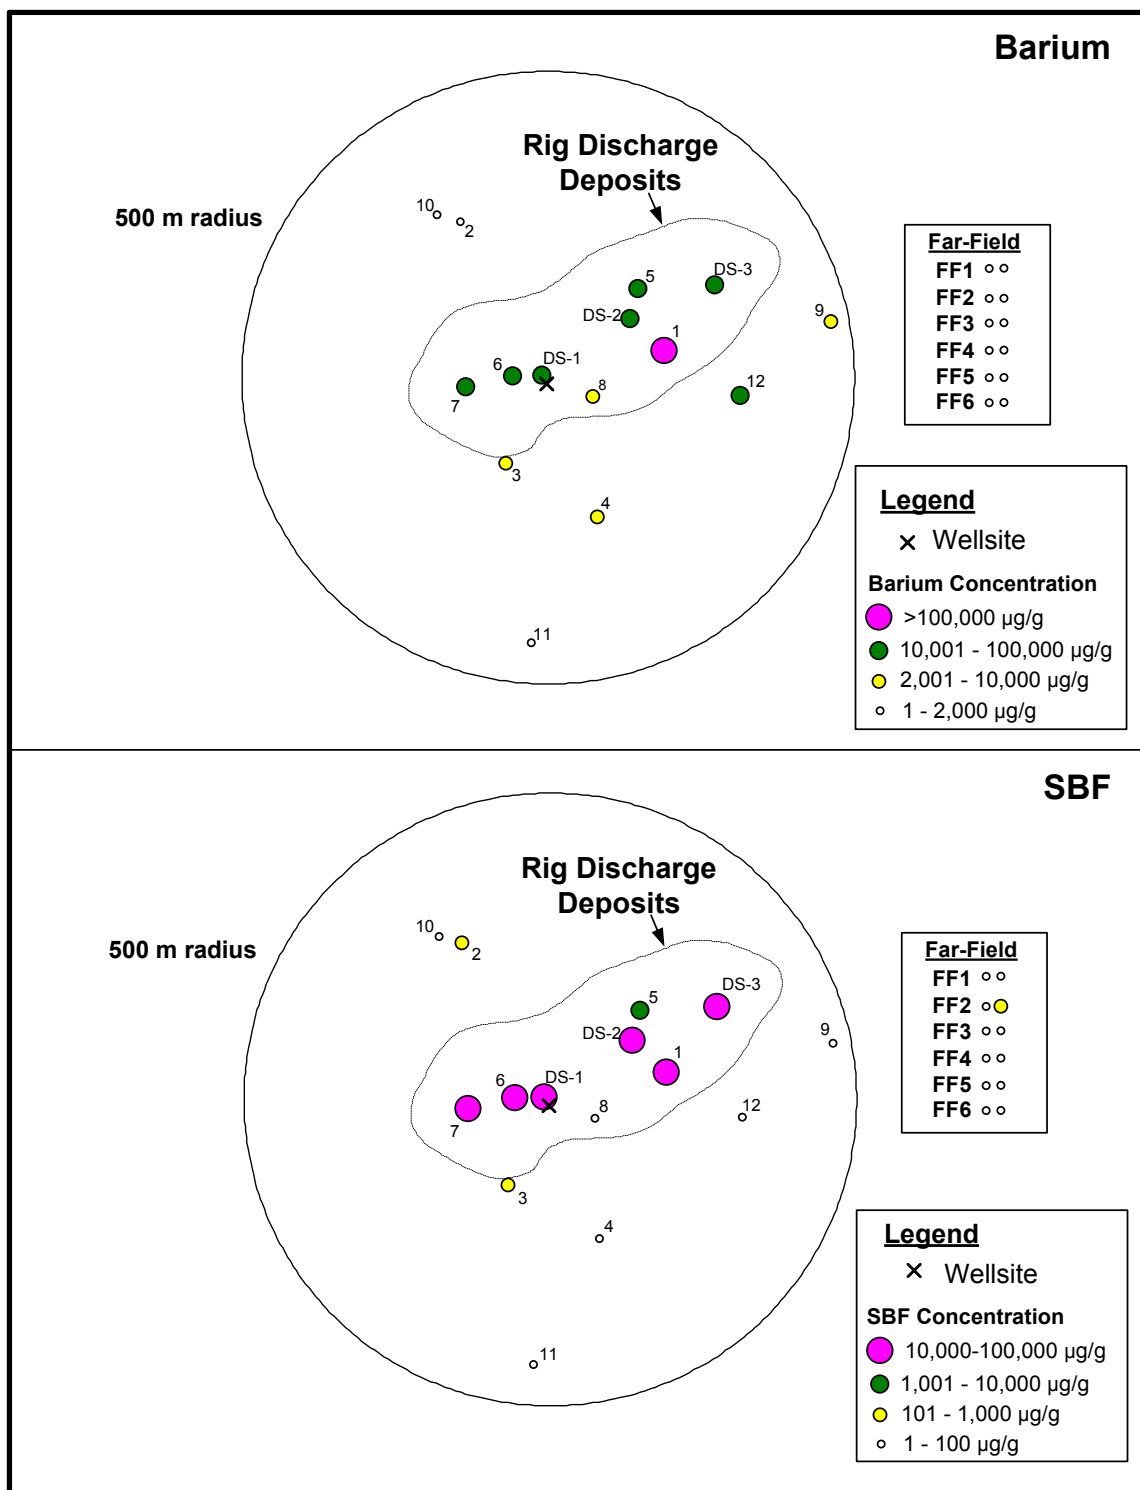 Barium
Rig Discharge
Deposits
500 m radius
10
2
5
DS-3
DS-2
1
9
6
DS-1
8
7
12
3
4
11
Far-Field
FF1
FF2
FF3
FF4
FF5
FF6
Legend
Wellsite
Barium Concentration
>100,000 µg/g
10,001 - 100,000 µg/g
2,001 - 10,000 µg/g
1 - 2,000 µg/g
SBF
Rig Discharge
Deposits
500 m radius
10
2
5
DS-3
DS-2
1
9
6
DS-1
8
7
12
3
4
11
Far-Field
FF1
FF2
FF3
FF4
FF5
FF6
Legend
Wellsite
SBF Concentration
10,000-100,000 µg/g
1,001 - 10,000 µg/g
101 - 1,000 µg/g
1 - 100 µg/g